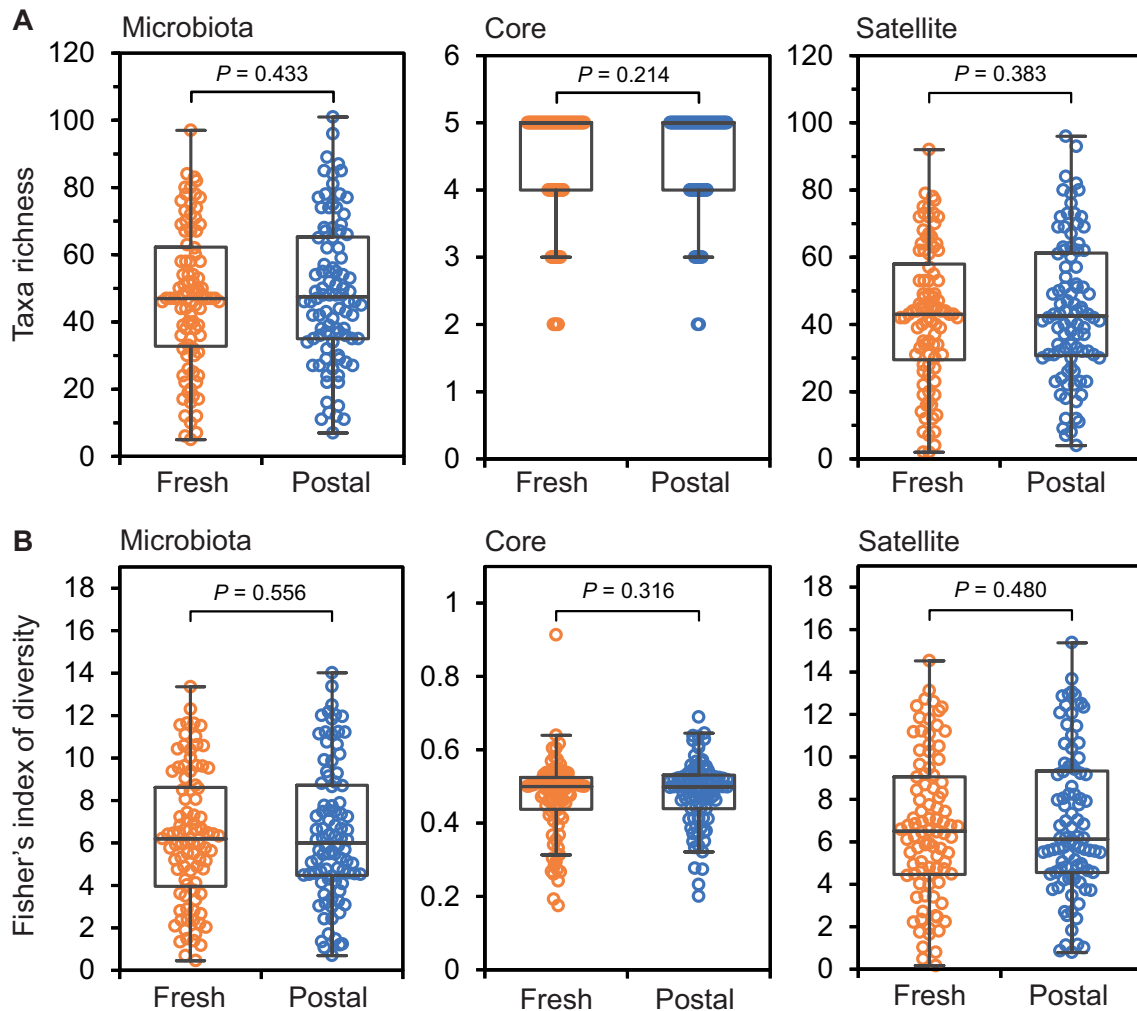 A
Microbiota
Core
Satellite
Taxa richness
120
100
80
60
40
20
0
P = 0.433
Fresh
Postal
6
5
4
3
2
1
0
P = 0.214
Fresh
Postal
120
100
80
60
40
20
0
P = 0.383
Fresh
Postal
B
Microbiota
Core
Satellite
Fisher's index of diversity
18
16
14
12
10
8
6
4
2
0
P = 0.556
Fresh
Postal
1
0.8
0.6
0.4
0.2
0
P = 0.316
Fresh
Postal
18
16
14
12
10
8
6
4
2
0
P = 0.480
Fresh
Postal